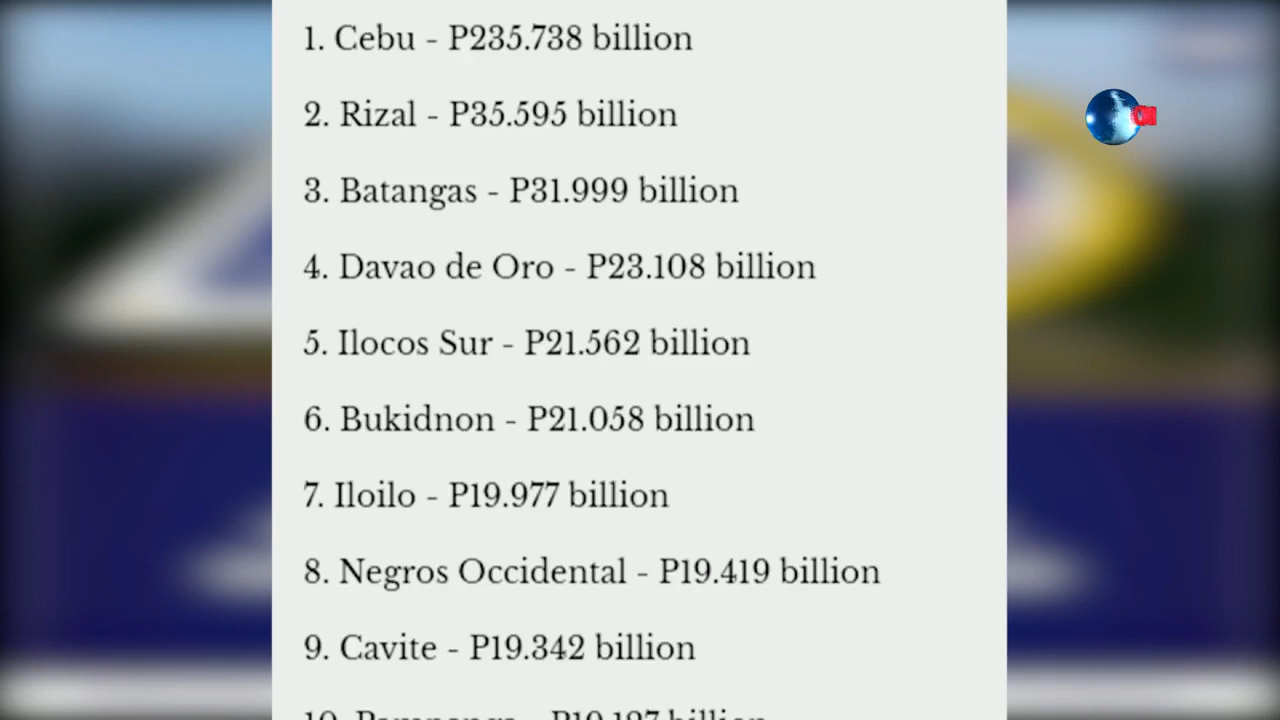 1. Cebu - P235.738 billion
2. Rizal - P35.595 billion
3. Batangas - P31.999 billion
4. Davao de Oro - P23.108 billion
5. Ilocos Sur - P21.562 billion
6. Bukidnon - P21.058 billion
7. Iloilo - P19.977 billion
8. Negros Occidental - P19.419 billion
9. Cavite - P19.342 billion
10. Pampanga -